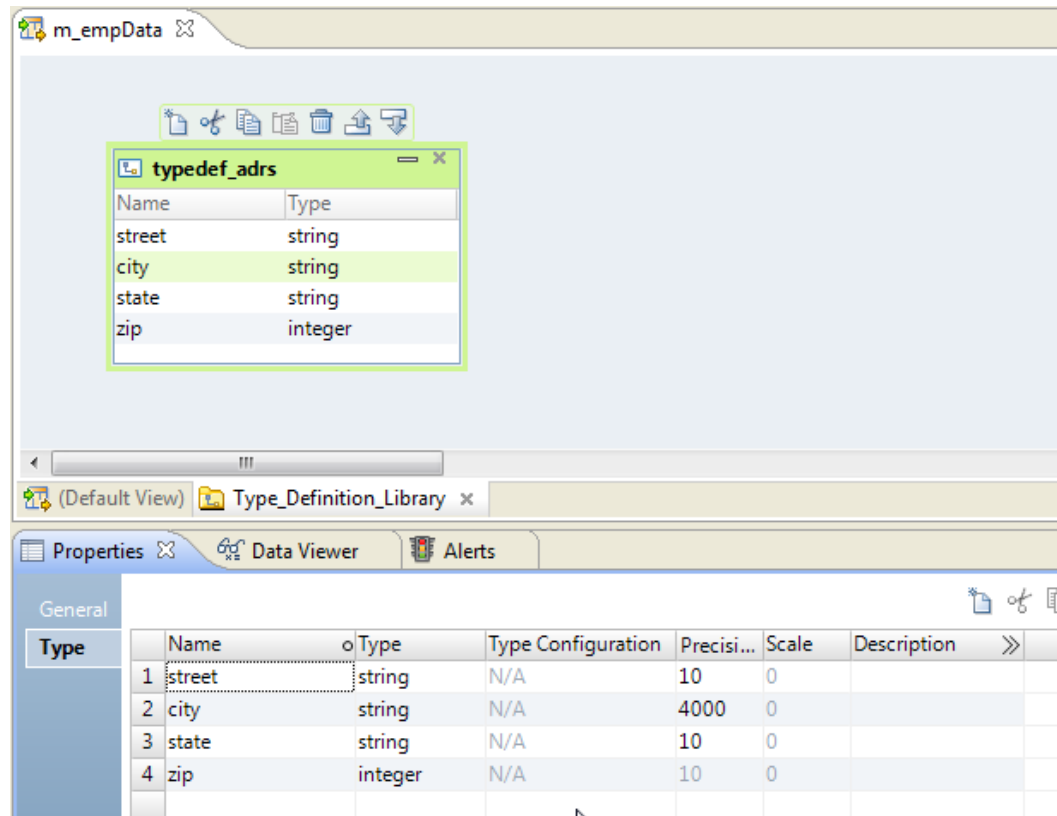 m_empData
typedef_adrs
Name Type
street string
city string
state string
zip integer
(Default View) Type_Definition_Library
Properties Data Viewer Alerts
General
Type
Name Type Type Configuration Precisi... Scale Description
1 street string N/A 10 0
2 city string N/A 4000 0
3 state string N/A 10 0
4 zip integer N/A 10 0